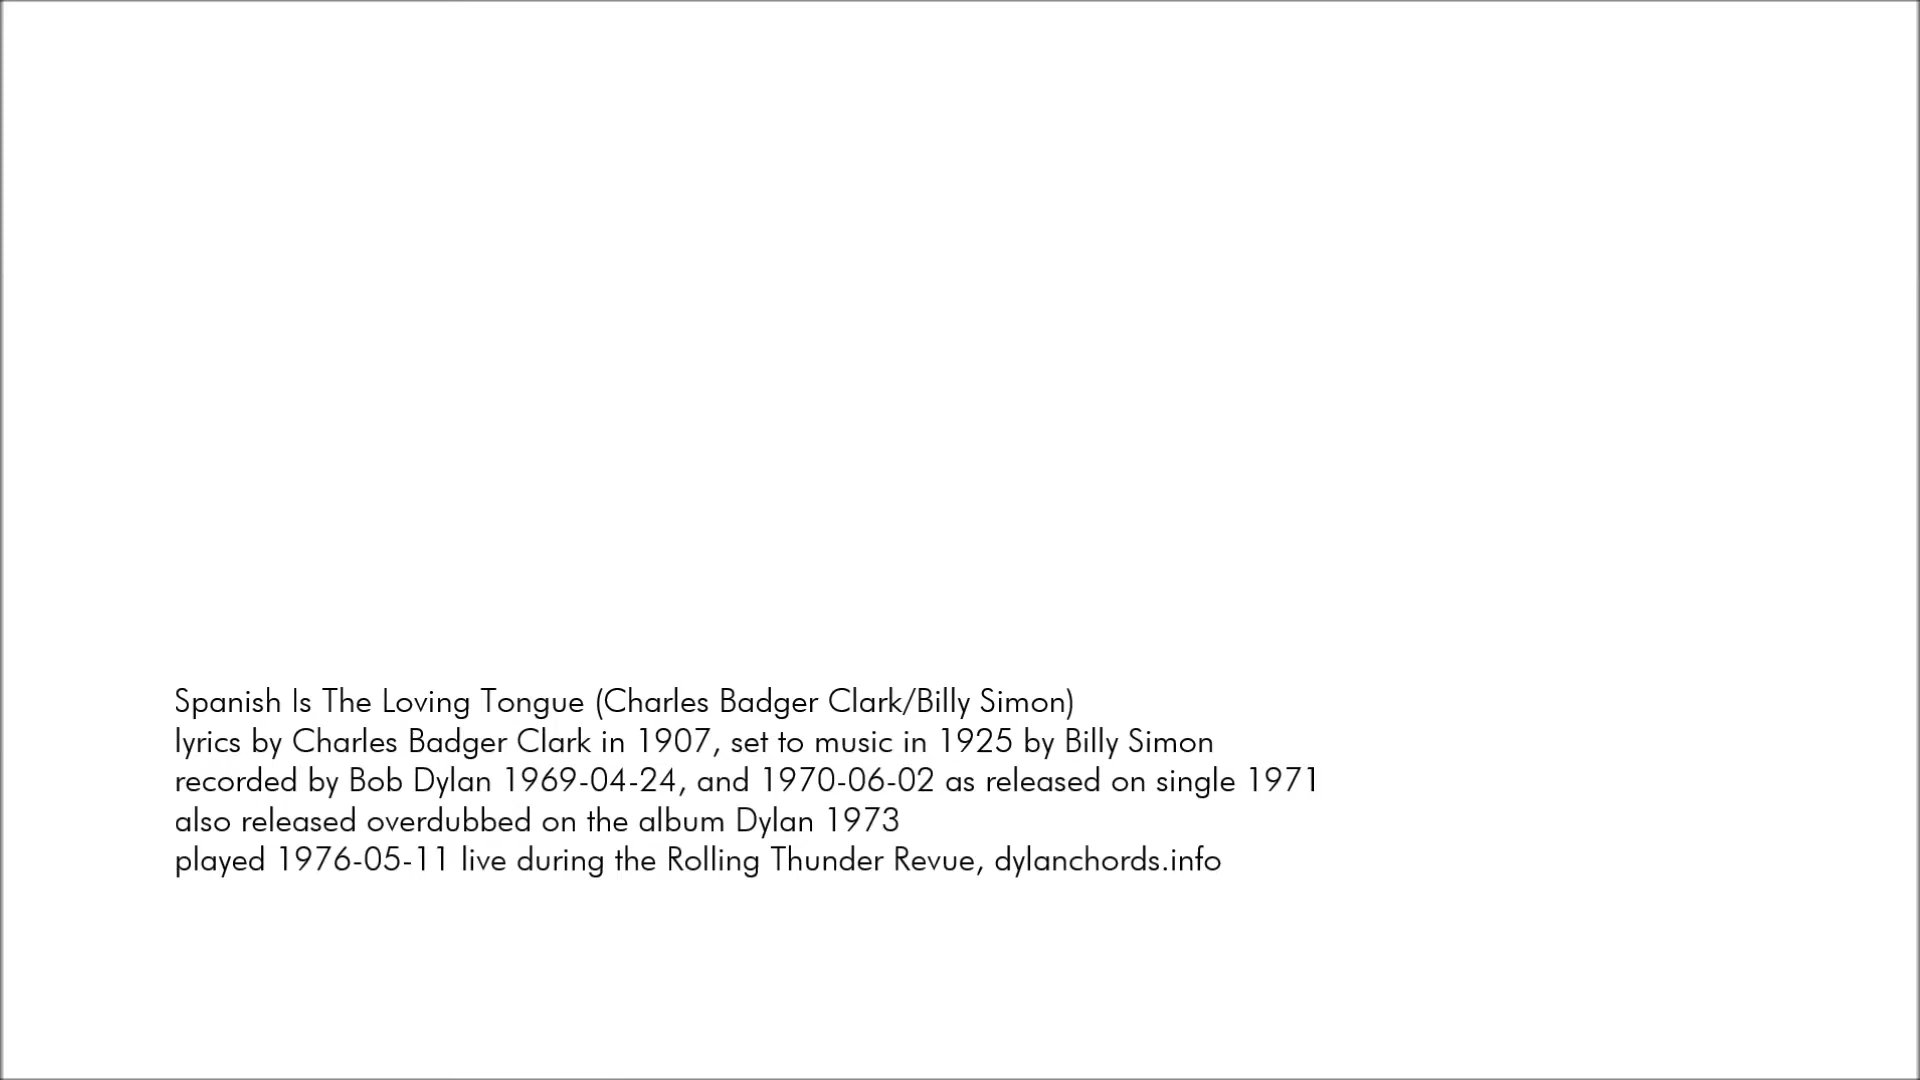 Spanish Is The Loving Tongue (Charles Badger Clark/Billy Simon)
lyrics by Charles Badger Clark in 1907, set to music in 1925 by Billy Simon
recorded by Bob Dylan 1969-04-24, and 1970-06-02 as released on single 1971
also released overdubbed on the album Dylan 1973
played 1976-05-11 live during the Rolling Thunder Revue, dylanchords.info